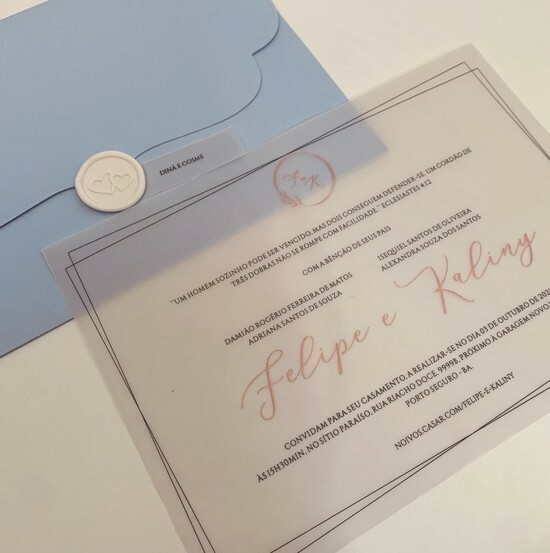 DINÁ E COSME
F & K
"UM HOMEM SOZINHO PODE SER VENCIDO, MAS DOIS CONSEGUEM DEFENDER-SE. UM CORDÃO DE
TRÊS DOBRAS NÃO SE ROMPE COM FACILIDADE." ECLESIASTES 4:12
COM A BÊNÇÃO DE SEUS PAIS
DAMIÃO ROGÉRIO FERREIRA DE MATOS
ADRIANA SANTOS DE SOUZA
ISEQUIEL SANTOS DE OLIVEIRA
ALEXANDRA SOUZA DOS SANTOS
Felipe e Kaliny
CONVIDAM PARA SEU CASAMENTO, A REALIZAR-SE NO DIA 03 DE OUTUBRO DE
ÀS 15H30MIN, NO SÍTIO PARAÍSO, RUA RIACHO DOCE, 9999B, PRÓXIMO À GARAGEM NOVO
PORTO SEGURO - BA.
NOIVOS.CASAR.COM/FELIPE-E-KALINY